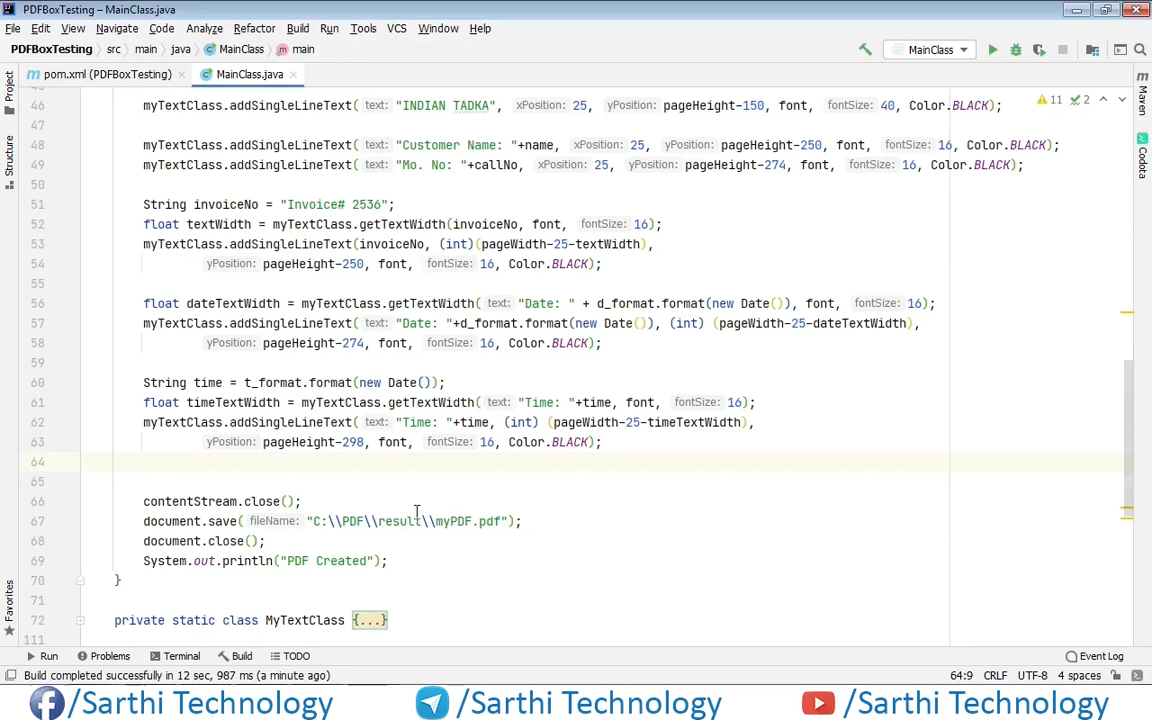 PDFBoxTesting – MainClass.java
File Edit View Navigate Code Analyze Refactor Build Run Tools VCS Window Help
PDFBoxTesting src main java MainClass main MainClass
pom.xml (PDFBoxTesting) MainClass.java
Project
Structure
Favorites
Maven
Codota
11 2
46 myTextClass.addSingleLineText( text: "INDIAN TADKA", xPosition: 25, yPosition: pageHeight-150, font, fontSize: 40, Color.BLACK);
47
48 myTextClass.addSingleLineText( text: "Customer Name: "+name, xPosition: 25, yPosition: pageHeight-250, font, fontSize: 16, Color.BLACK);
49 myTextClass.addSingleLineText( text: "Mo. No: "+callNo, xPosition: 25, yPosition: pageHeight-274, font, fontSize: 16, Color.BLACK);
50
51 String invoiceNo = "Invoice# 2536";
52 float textWidth = myTextClass.getTextWidth(invoiceNo, font, fontSize: 16);
53 myTextClass.addSingleLineText(invoiceNo, (int)(pageWidth-25-textWidth),
54 yPosition: pageHeight-250, font, fontSize: 16, Color.BLACK);
55
56 float dateTextWidth = myTextClass.getTextWidth( text: "Date: " + d_format.format(new Date()), font, fontSize: 16);
57 myTextClass.addSingleLineText( text: "Date: "+d_format.format(new Date()), (int) (pageWidth-25-dateTextWidth),
58 yPosition: pageHeight-274, font, fontSize: 16, Color.BLACK);
59
60 String time = t_format.format(new Date());
61 float timeTextWidth = myTextClass.getTextWidth( text: "Time: "+time, font, fontSize: 16);
62 myTextClass.addSingleLineText( text: "Time: "+time, (int) (pageWidth-25-timeTextWidth),
63 yPosition: pageHeight-298, font, fontSize: 16, Color.BLACK);
64
65
66 contentStream.close();
67 document.save( fileName: "C:\\PDF\\result\\myPDF.pdf");
68 document.close();
69 System.out.println("PDF Created");
70 }
71
72 private static class MyTextClass {...}
111
Run Problems Terminal Build TODO Event Log
Build completed successfully in 12 sec, 987 ms (a minute ago) 64:9 CRLF UTF-8 4 spaces
/Sarthi Technology /Sarthi Technology /Sarthi Technology